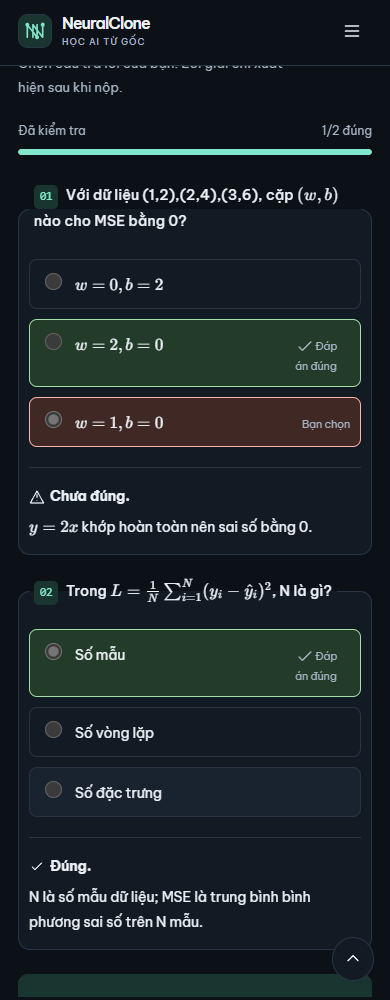 NeuralClone
HỌC AI TỪ GỐC
hiện sau khi nộp.
Đã kiểm tra
1/2 đúng
01 Với dữ liệu (1,2),(2,4),(3,6), cặp (w, b)
nào cho MSE bằng 0?
w = 0, b = 2
w = 2, b = 0
✓ Đáp
án đúng
w = 1, b = 0
Bạn chọn
⚠ Chưa đúng.
y = 2x khớp hoàn toàn nên sai số bằng 0.
02 Trong L = \frac{1}{N} \sum_{i=1}^{N} (y_i - \hat{y}_i)^2, N là gì?
Số mẫu
✓ Đáp
án đúng
Số vòng lặp
Số đặc trưng
✓ Đúng.
N là số mẫu dữ liệu; MSE là trung bình bình
phương sai số trên N mẫu.